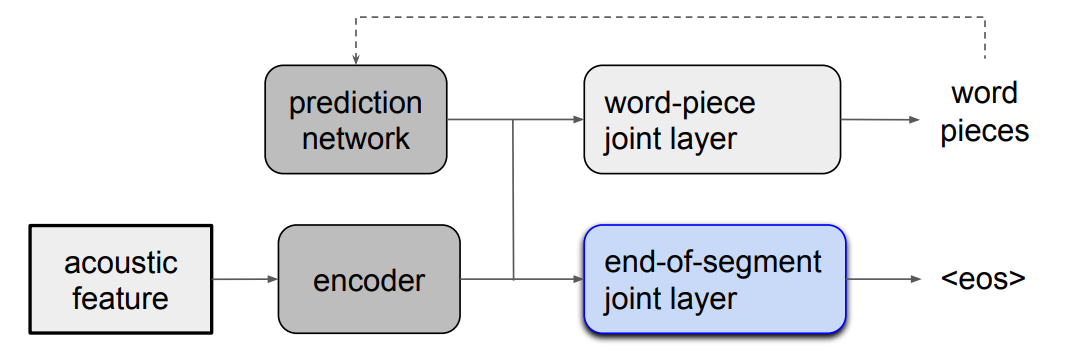 prediction
network
word-piece
joint layer
word
pieces
acoustic
feature
encoder
end-of-segment
joint layer
<eos>